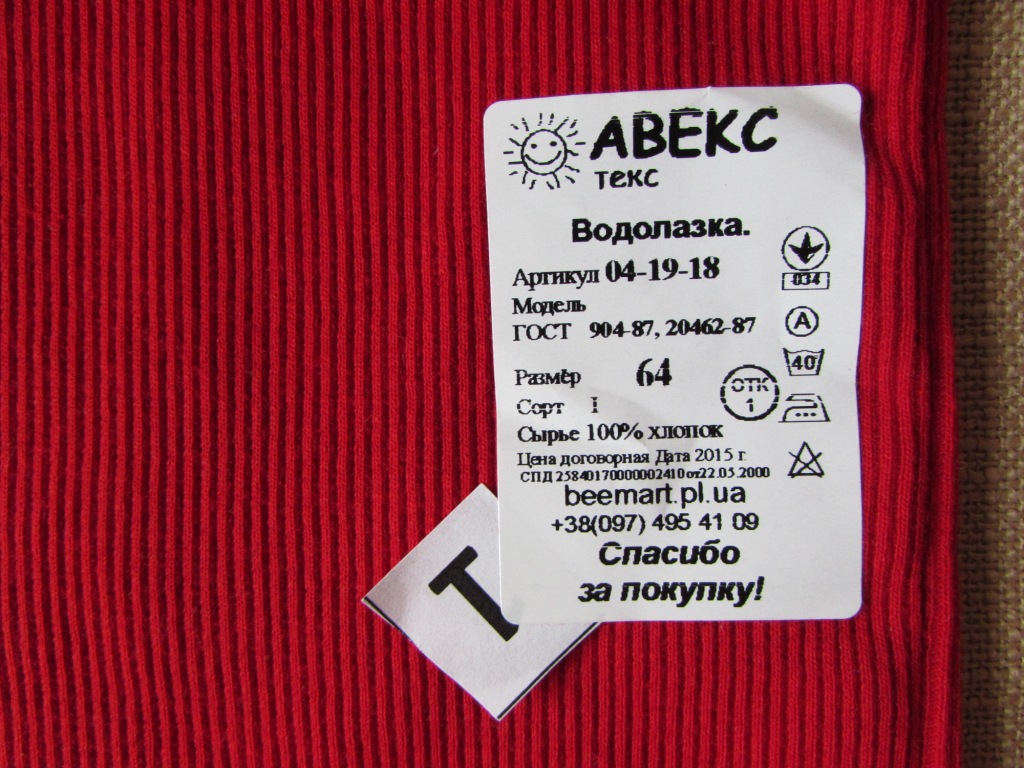 АВЕКС
текс
Водолазка.
Артикул 04-19-18
034
Модель
ГОСТ 904-87, 20462-87
А
40
Размер 64
ОТК
1
Сорт I
Сырье 100% хлопок
Цена договорная Дата 2015 г
СПД 25840170000002410 от 22.05.2000
beemart.pl.ua
+38(097) 495 41 09
Спасибо
за покупку!